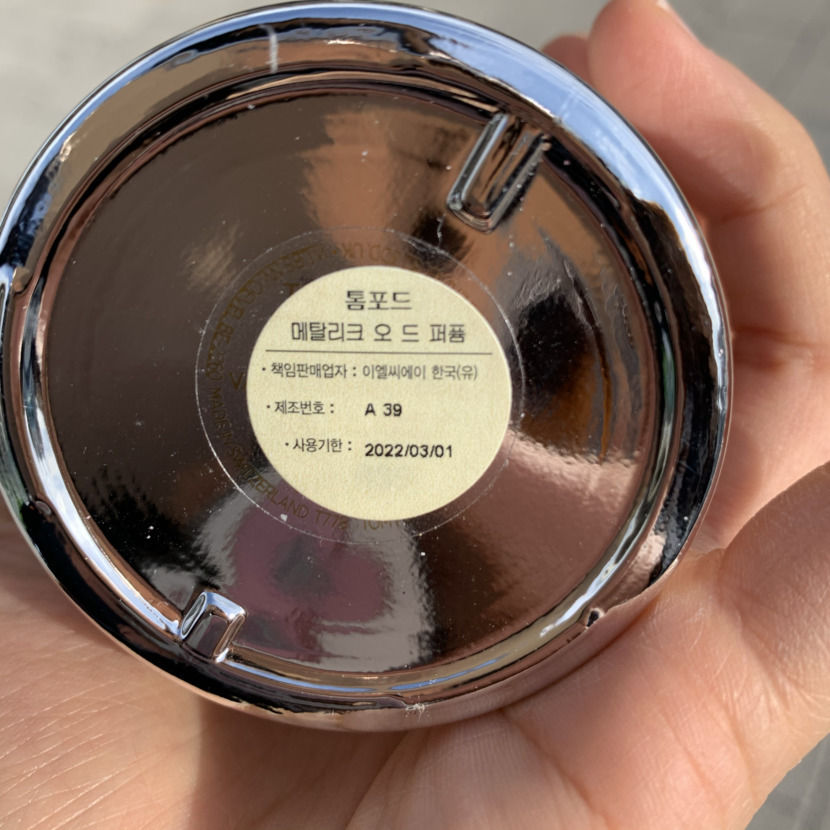 톰포드
메탈리크 오 드 퍼퓸
·책임판매업자 : 이엘씨에이 한국(유)
·제조번호 : A 39
·사용기한 : 2022/03/01